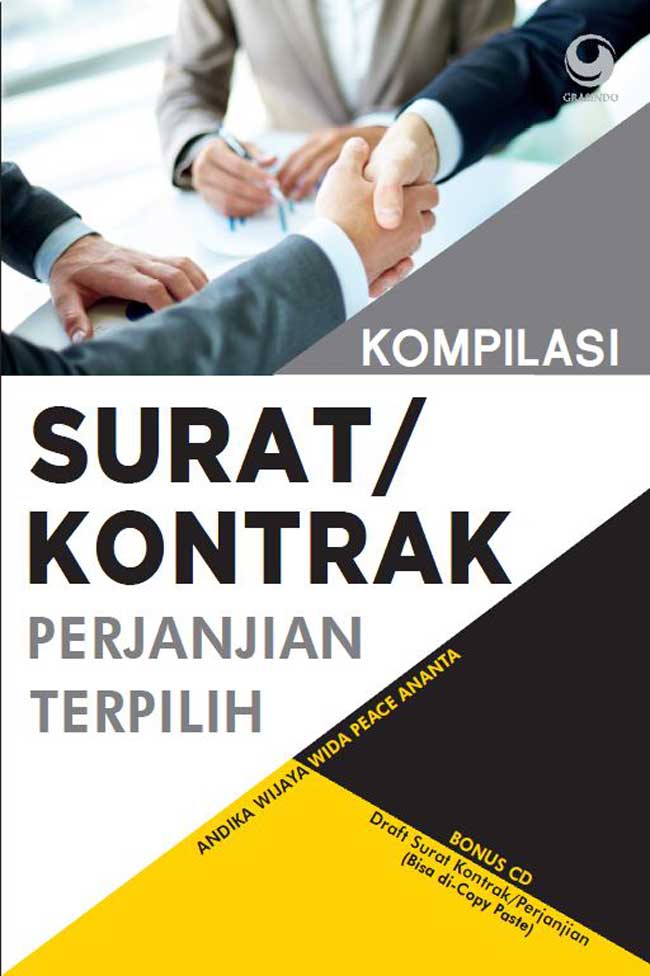 GRASINDO
KOMPILASI
SURAT/
KONTRAK
PERJANJIAN
TERPILIH
ANDIKA WIJAYA WIDA PEACE ANANTA
BONUS CD
Draft Surat Kontrak/Perjanjian
(Bisa di-Copy Paste)